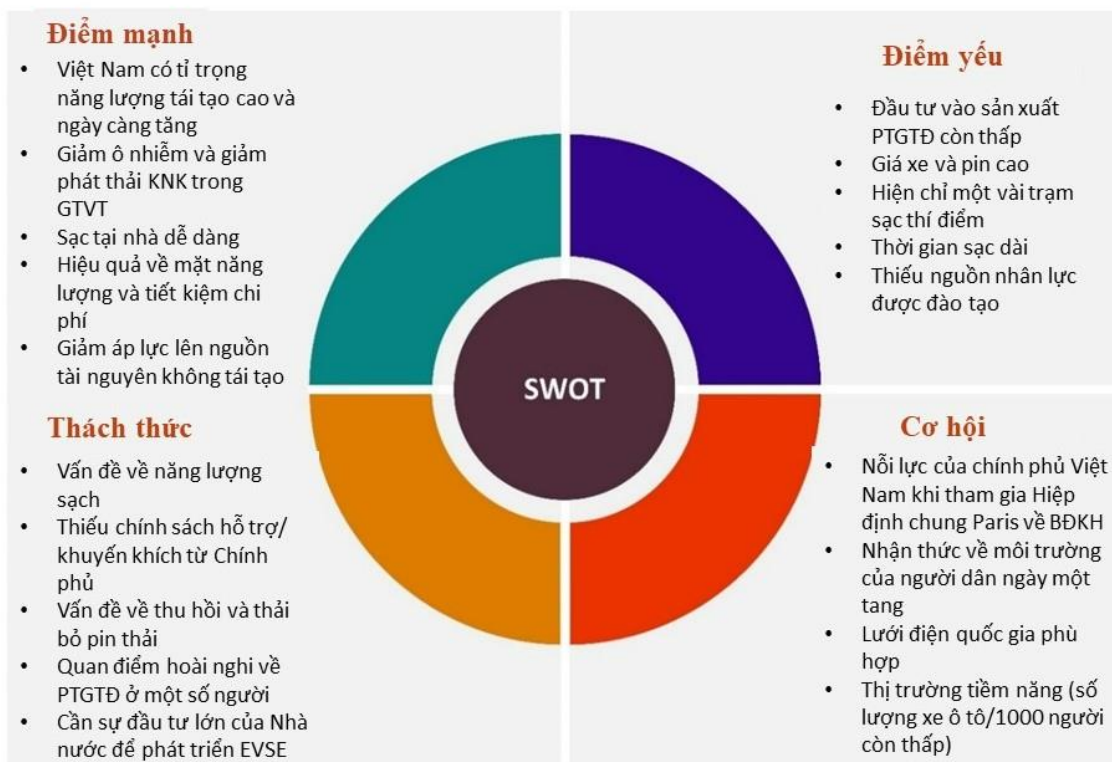 Điểm mạnh
• Việt Nam có tỉ trọng
năng lượng tái tạo cao và
ngày càng tăng
• Giảm ô nhiễm và giảm
phát thải KNK trong
GTVT
• Sạc tại nhà dễ dàng
• Hiệu quả về mặt năng
lượng và tiết kiệm chi
phí
• Giảm áp lực lên nguồn
tài nguyên không tái tạo
Điểm yếu
• Đầu tư vào sản xuất
PTGTĐ còn thấp
• Giá xe và pin cao
• Hiện chỉ một vài trạm
sạc thí điểm
• Thời gian sạc dài
• Thiếu nguồn nhân lực
được đào tạo
SWOT
Thách thức
• Vấn đề về năng lượng
sạch
• Thiếu chính sách hỗ trợ/
khuyến khích từ Chính
phủ
• Vấn đề về thu hồi và thải
bỏ pin thải
• Quan điểm hoài nghi về
PTGTĐ ở một số người
• Cần sự đầu tư lớn của Nhà
nước để phát triển EVSE
Cơ hội
• Nỗi lực của chính phủ Việt
Nam khi tham gia Hiệp
định chung Paris về BĐKH
• Nhận thức về môi trường
của người dân ngày một
tang
• Lưới điện quốc gia phù
hợp
• Thị trường tiềm năng (số
lượng xe ô tô/1000 người
còn thấp)